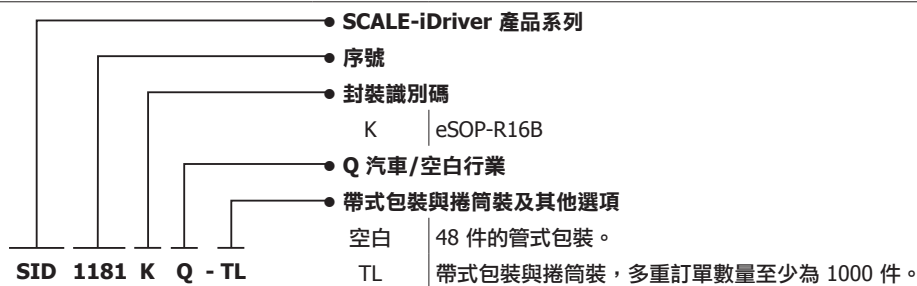 SCALE-iDriver 產品系列
序號
封裝識別碼
K eSOP-R16B
Q 汽車/空白行業
帶式包裝與捲筒裝及其他選項
空白 48 件的管式包裝。
TL 帶式包裝與捲筒裝，多重訂單數量至少為 1000 件。
SID 1181 K Q - TL